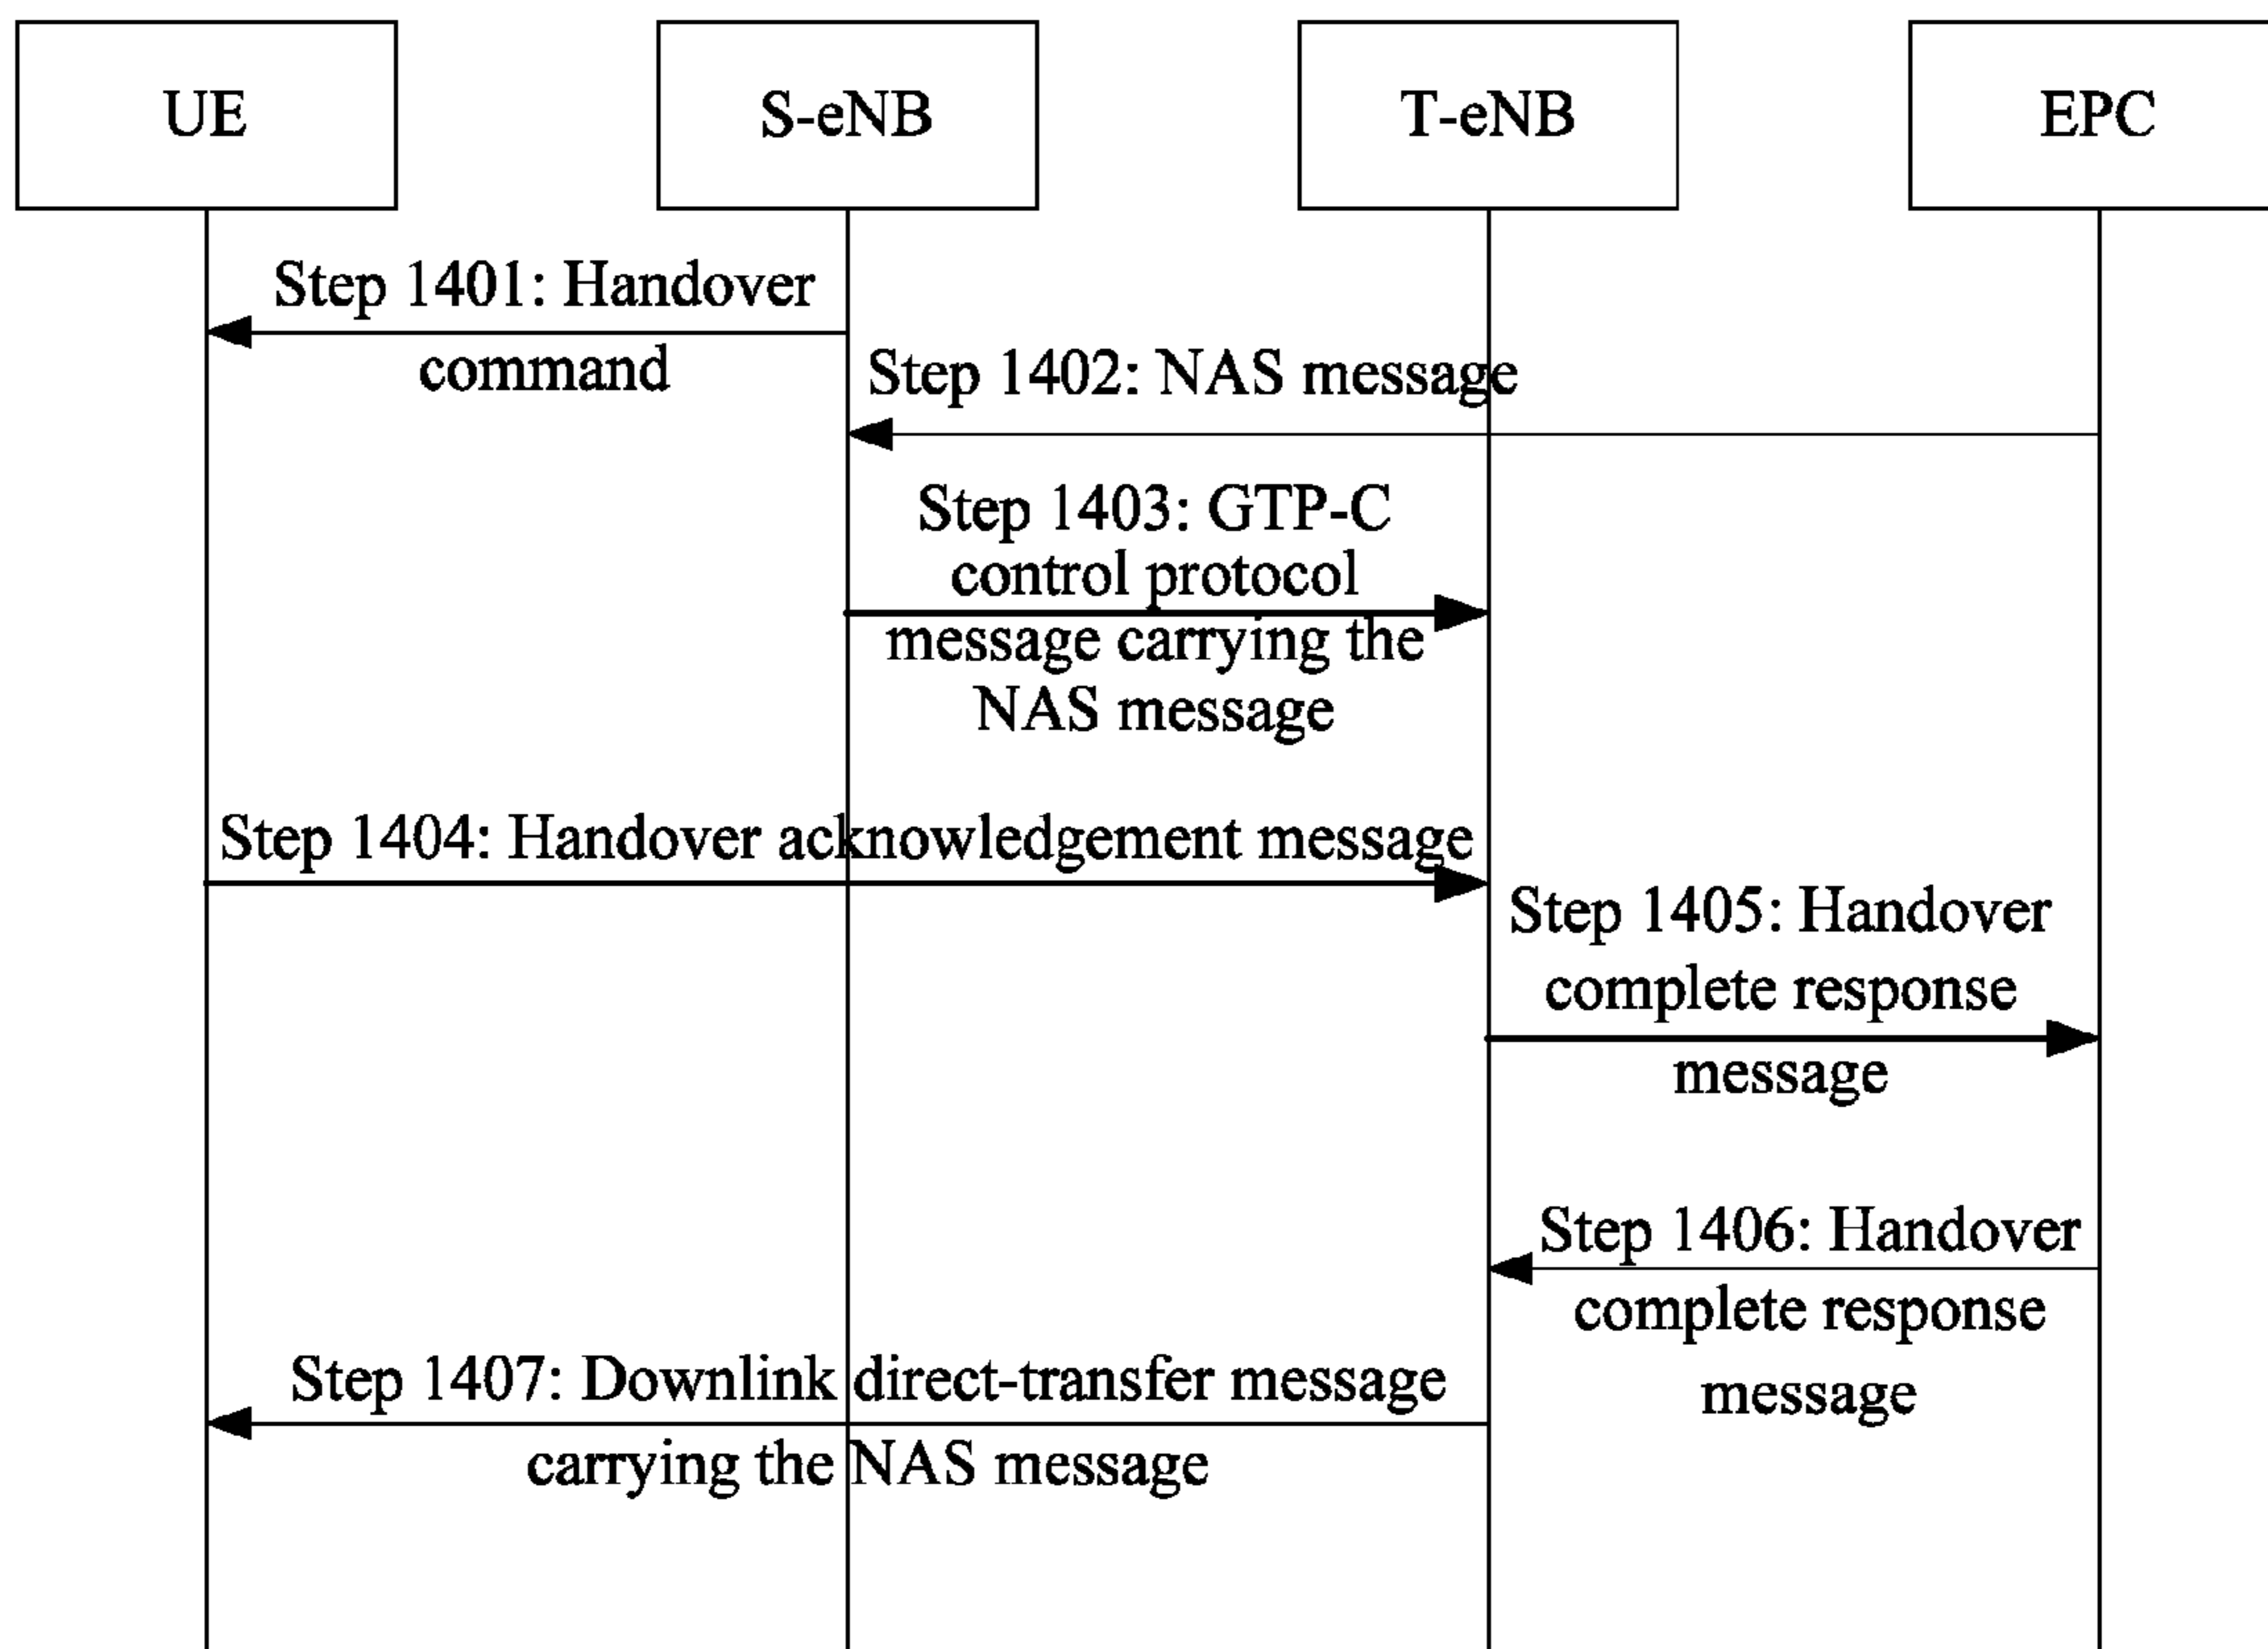 UE
S-eNB
T-eNB
EPC
Step 1401: Handover
command
Step 1402: NAS message
Step 1403: GTP-C
control protocol
message carrying the
NAS message
Step 1404: Handover acknowledgement message
Step 1405: Handover
complete response
message
Step 1406: Handover
complete response
message
Step 1407: Downlink direct-transfer message
carrying the NAS message